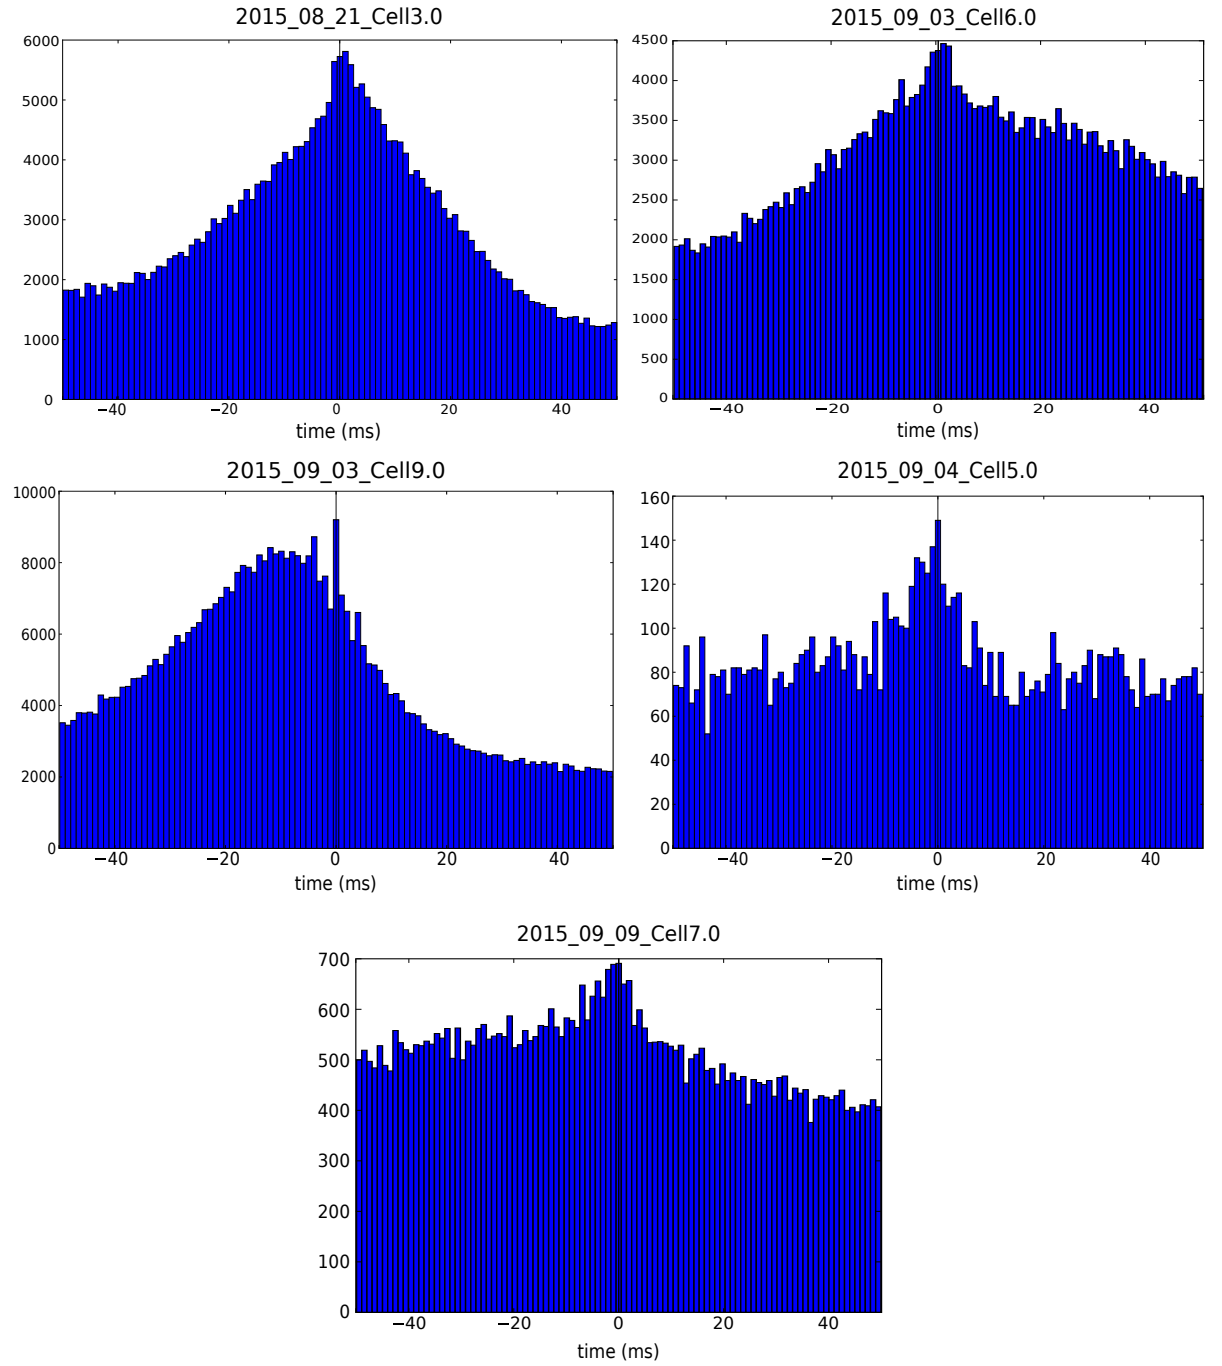 2015_08_21_Cell3.0
6000
5000
4000
3000
2000
1000
0
−40 −20 0 20 40
time (ms)
2015_09_03_Cell6.0
4500
4000
3500
3000
2500
2000
1500
1000
500
0
−40 −20 0 20 40
time (ms)
2015_09_03_Cell9.0
10000
8000
6000
4000
2000
0
−40 −20 0 20 40
time (ms)
2015_09_04_Cell5.0
160
140
120
100
80
60
40
20
0
−40 −20 0 20 40
time (ms)
2015_09_09_Cell7.0
700
600
500
400
300
200
100
0
−40 −20 0 20 40
time (ms)